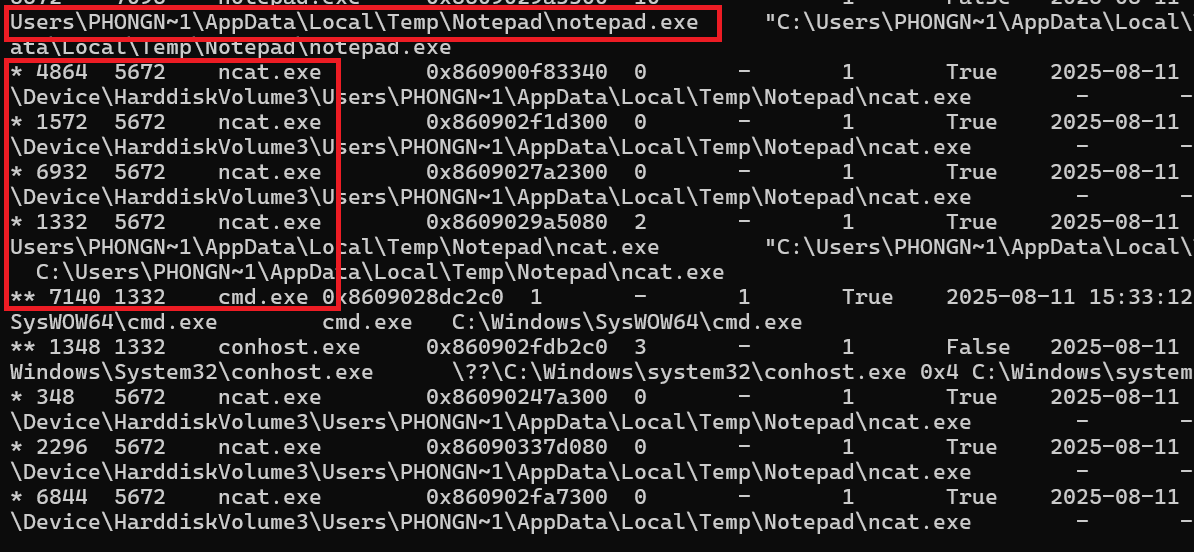 Users\PHONGN~1\AppData\Local\Temp\Notepad\notepad.exe "C:\Users\PHONGN~1\AppData\Local\
ata\Local\Temp\Notepad\notepad.exe
* 4864 5672 ncat.exe 0x860900f83340 0 - 1 True 2025-08-11
\Device\HarddiskVolume3\Users\PHONGN~1\AppData\Local\Temp\Notepad\ncat.exe - -
* 1572 5672 ncat.exe 0x860902f1d300 0 - 1 True 2025-08-11
\Device\HarddiskVolume3\Users\PHONGN~1\AppData\Local\Temp\Notepad\ncat.exe - -
* 6932 5672 ncat.exe 0x8609027a2300 0 - 1 True 2025-08-11
\Device\HarddiskVolume3\Users\PHONGN~1\AppData\Local\Temp\Notepad\ncat.exe - -
* 1332 5672 ncat.exe 0x8609029a5080 2 - 1 True 2025-08-11
Users\PHONGN~1\AppData\Local\Temp\Notepad\ncat.exe "C:\Users\PHONGN~1\AppData\Local\
C:\Users\PHONGN~1\AppData\Local\Temp\Notepad\ncat.exe
** 7140 1332 cmd.exe 0x8609028dc2c0 1 - 1 True 2025-08-11 15:33:12
SysWOW64\cmd.exe cmd.exe C:\Windows\SysWOW64\cmd.exe
** 1348 1332 conhost.exe 0x860902fdb2c0 3 - 1 False 2025-08-11
Windows\System32\conhost.exe \??\C:\Windows\system32\conhost.exe 0x4 C:\Windows\system
* 348 5672 ncat.exe 0x86090247a300 0 - 1 True 2025-08-11
\Device\HarddiskVolume3\Users\PHONGN~1\AppData\Local\Temp\Notepad\ncat.exe - -
* 2296 5672 ncat.exe 0x86090337d080 0 - 1 True 2025-08-11
\Device\HarddiskVolume3\Users\PHONGN~1\AppData\Local\Temp\Notepad\ncat.exe - -
* 6844 5672 ncat.exe 0x860902fa7300 0 - 1 True 2025-08-11
\Device\HarddiskVolume3\Users\PHONGN~1\AppData\Local\Temp\Notepad\ncat.exe - -